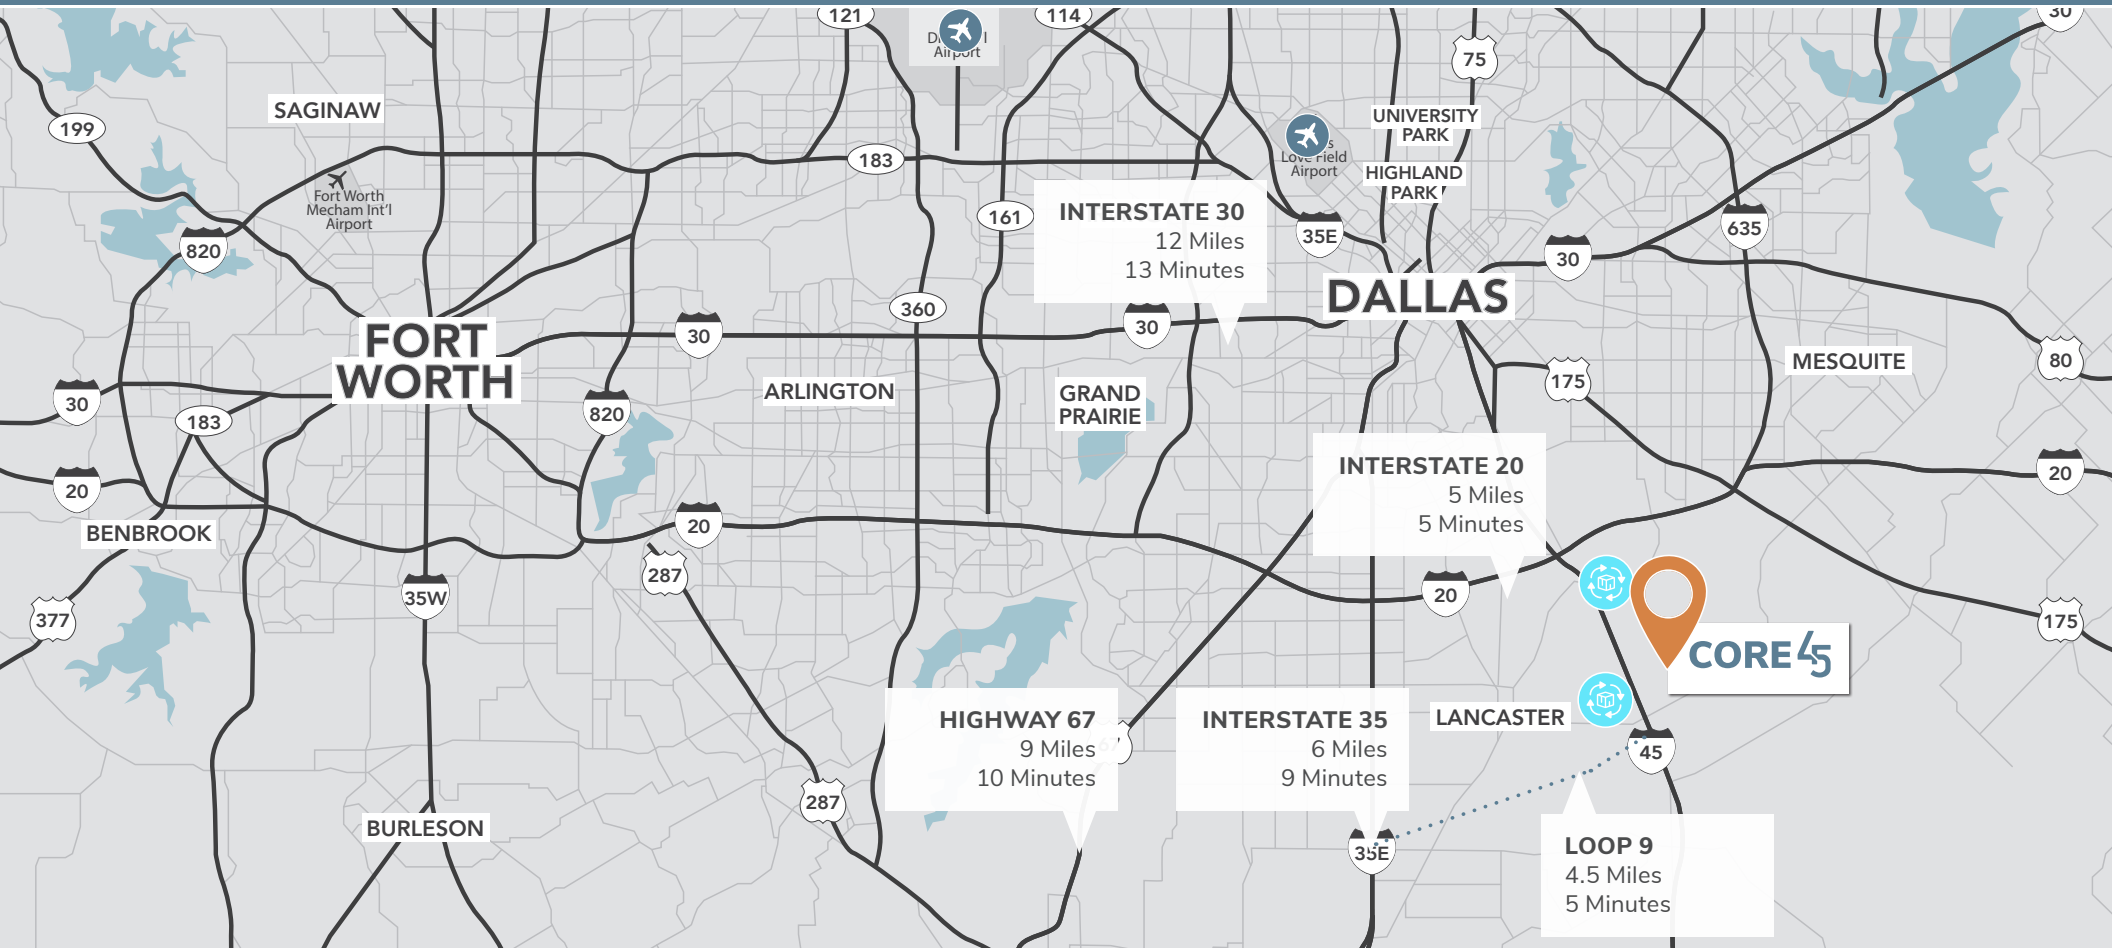 121
114
30
Airport
75
SAGINAW
199
UNIVERSITY
PARK
183
Love Field
Airport
HIGHLAND
PARK
Fort Worth
Mecham Int'l
Airport
161
INTERSTATE 30
12 Miles
13 Minutes
35E
635
820
30
DALLAS
360
30
30
FORT
WORTH
MESQUITE
80
175
ARLINGTON
GRAND
PRAIRIE
30
183
820
INTERSTATE 20
5 Miles
5 Minutes
20
20
20
BENBROOK
287
35W
20
377
175
CORE45
HIGHWAY 67
9 Miles
10 Minutes
67
INTERSTATE 35
6 Miles
9 Minutes
LANCASTER
45
287
BURLESON
35E
LOOP 9
4.5 Miles
5 Minutes